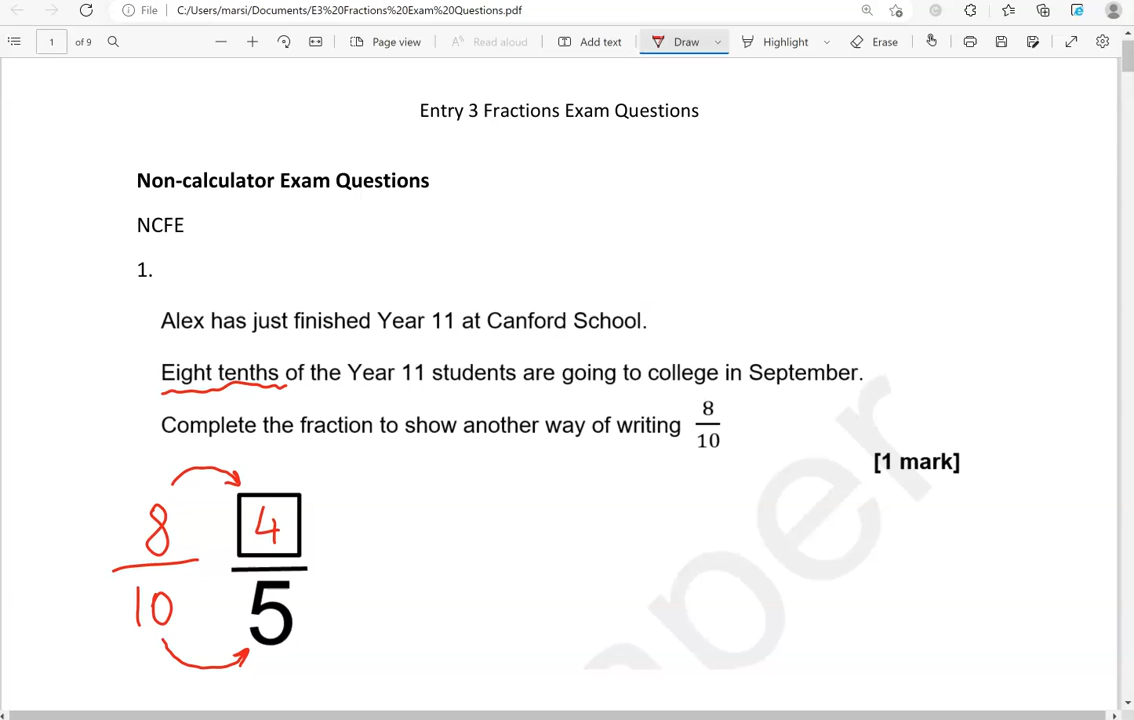 File C:/Users/marsi/Documents/E3%20Fractions%20Exam%20Questions.pdf
1 of 9 Page view Read aloud Add text Draw Highlight Erase
Entry 3 Fractions Exam Questions
Non-calculator Exam Questions
NCFE
1.
Alex has just finished Year 11 at Canford School.
Eight tenths of the Year 11 students are going to college in September.
Complete the fraction to show another way of writing 8/10
[1 mark]
8 4
10 5